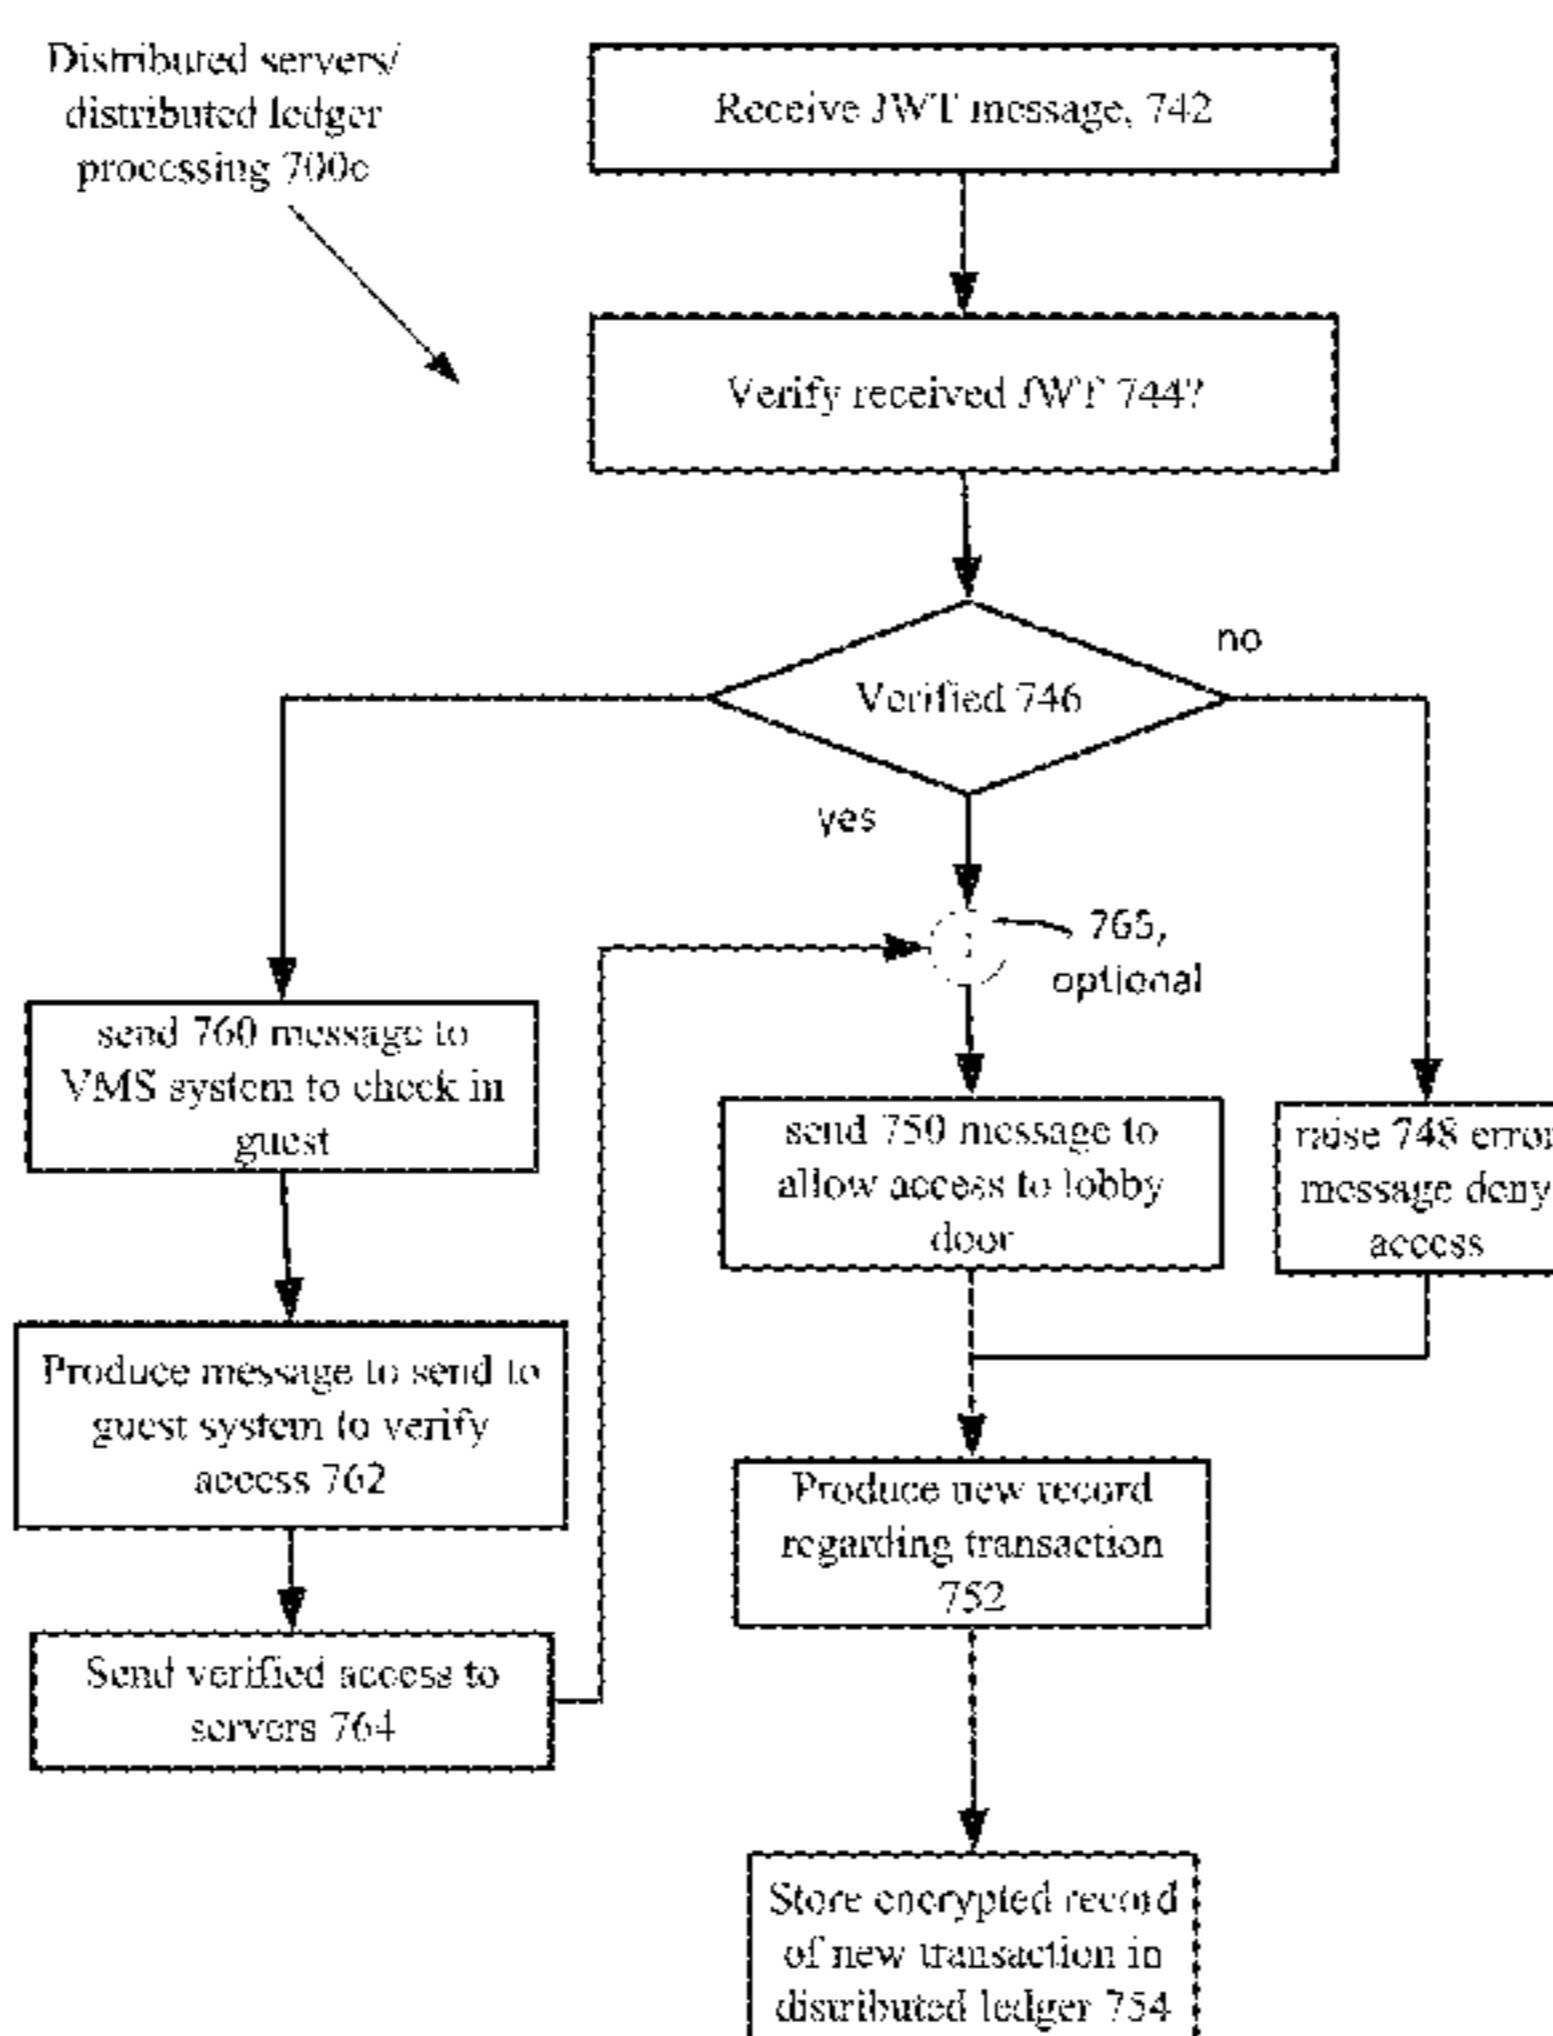 Distributed servers/
distributed ledger
processing 700c
Receive JWT message, 742
Verify received JWT 744?
no
Verified 746
yes
765,
optional
send 760 message to
VMS system to check in
guest
send 750 message to
allow access to lobby
door
raise 748 error
message deny
access
Produce message to send to
guest system to verify
access 762
Produce new record
regarding transaction
752
Send verified access to
servers 764
Store encrypted record
of new transaction in
distributed ledger 754